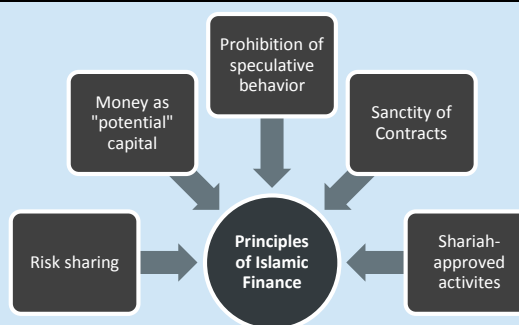 Prohibition of
speculative
behavior
Money as
"potential"
capital
Sanctity of
Contracts
Risk sharing
Principles
of Islamic
Finance
Shariah-
approved
activites